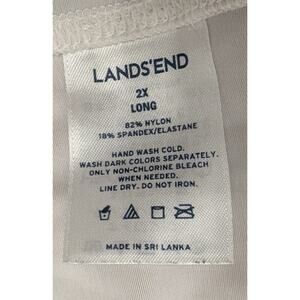 LANDS'END
2X
LONG
82% NYLON
18% SPANDEX/ELASTANE
HAND WASH COLD.
WASH DARK COLORS SEPARATELY.
ONLY NON-CHLORINE BLEACH
WHEN NEEDED.
LINE DRY. DO NOT IRON.
MADE IN SRI LANKA